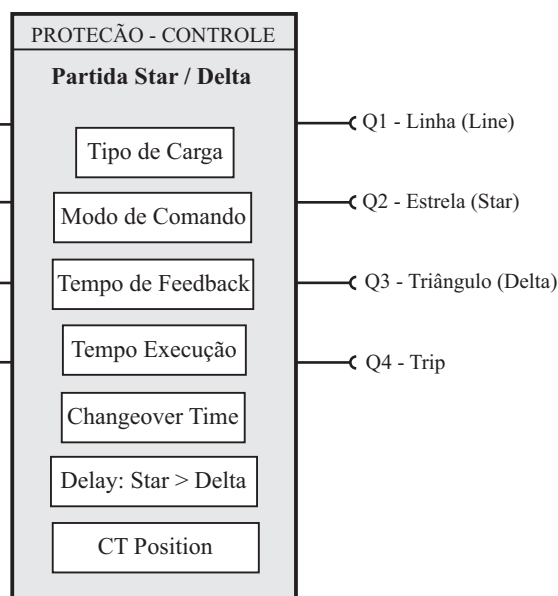 PROTECÃO - CONTROLE
Partida Star / Delta
Tipo de Carga
Modo de Comando
Tempo de Feedback
Tempo Execução
Changeover Time
Delay: Star > Delta
CT Position
Q1 - Linha (Line)
Q2 - Estrela (Star)
Q3 - Triângulo (Delta)
Q4 - Trip